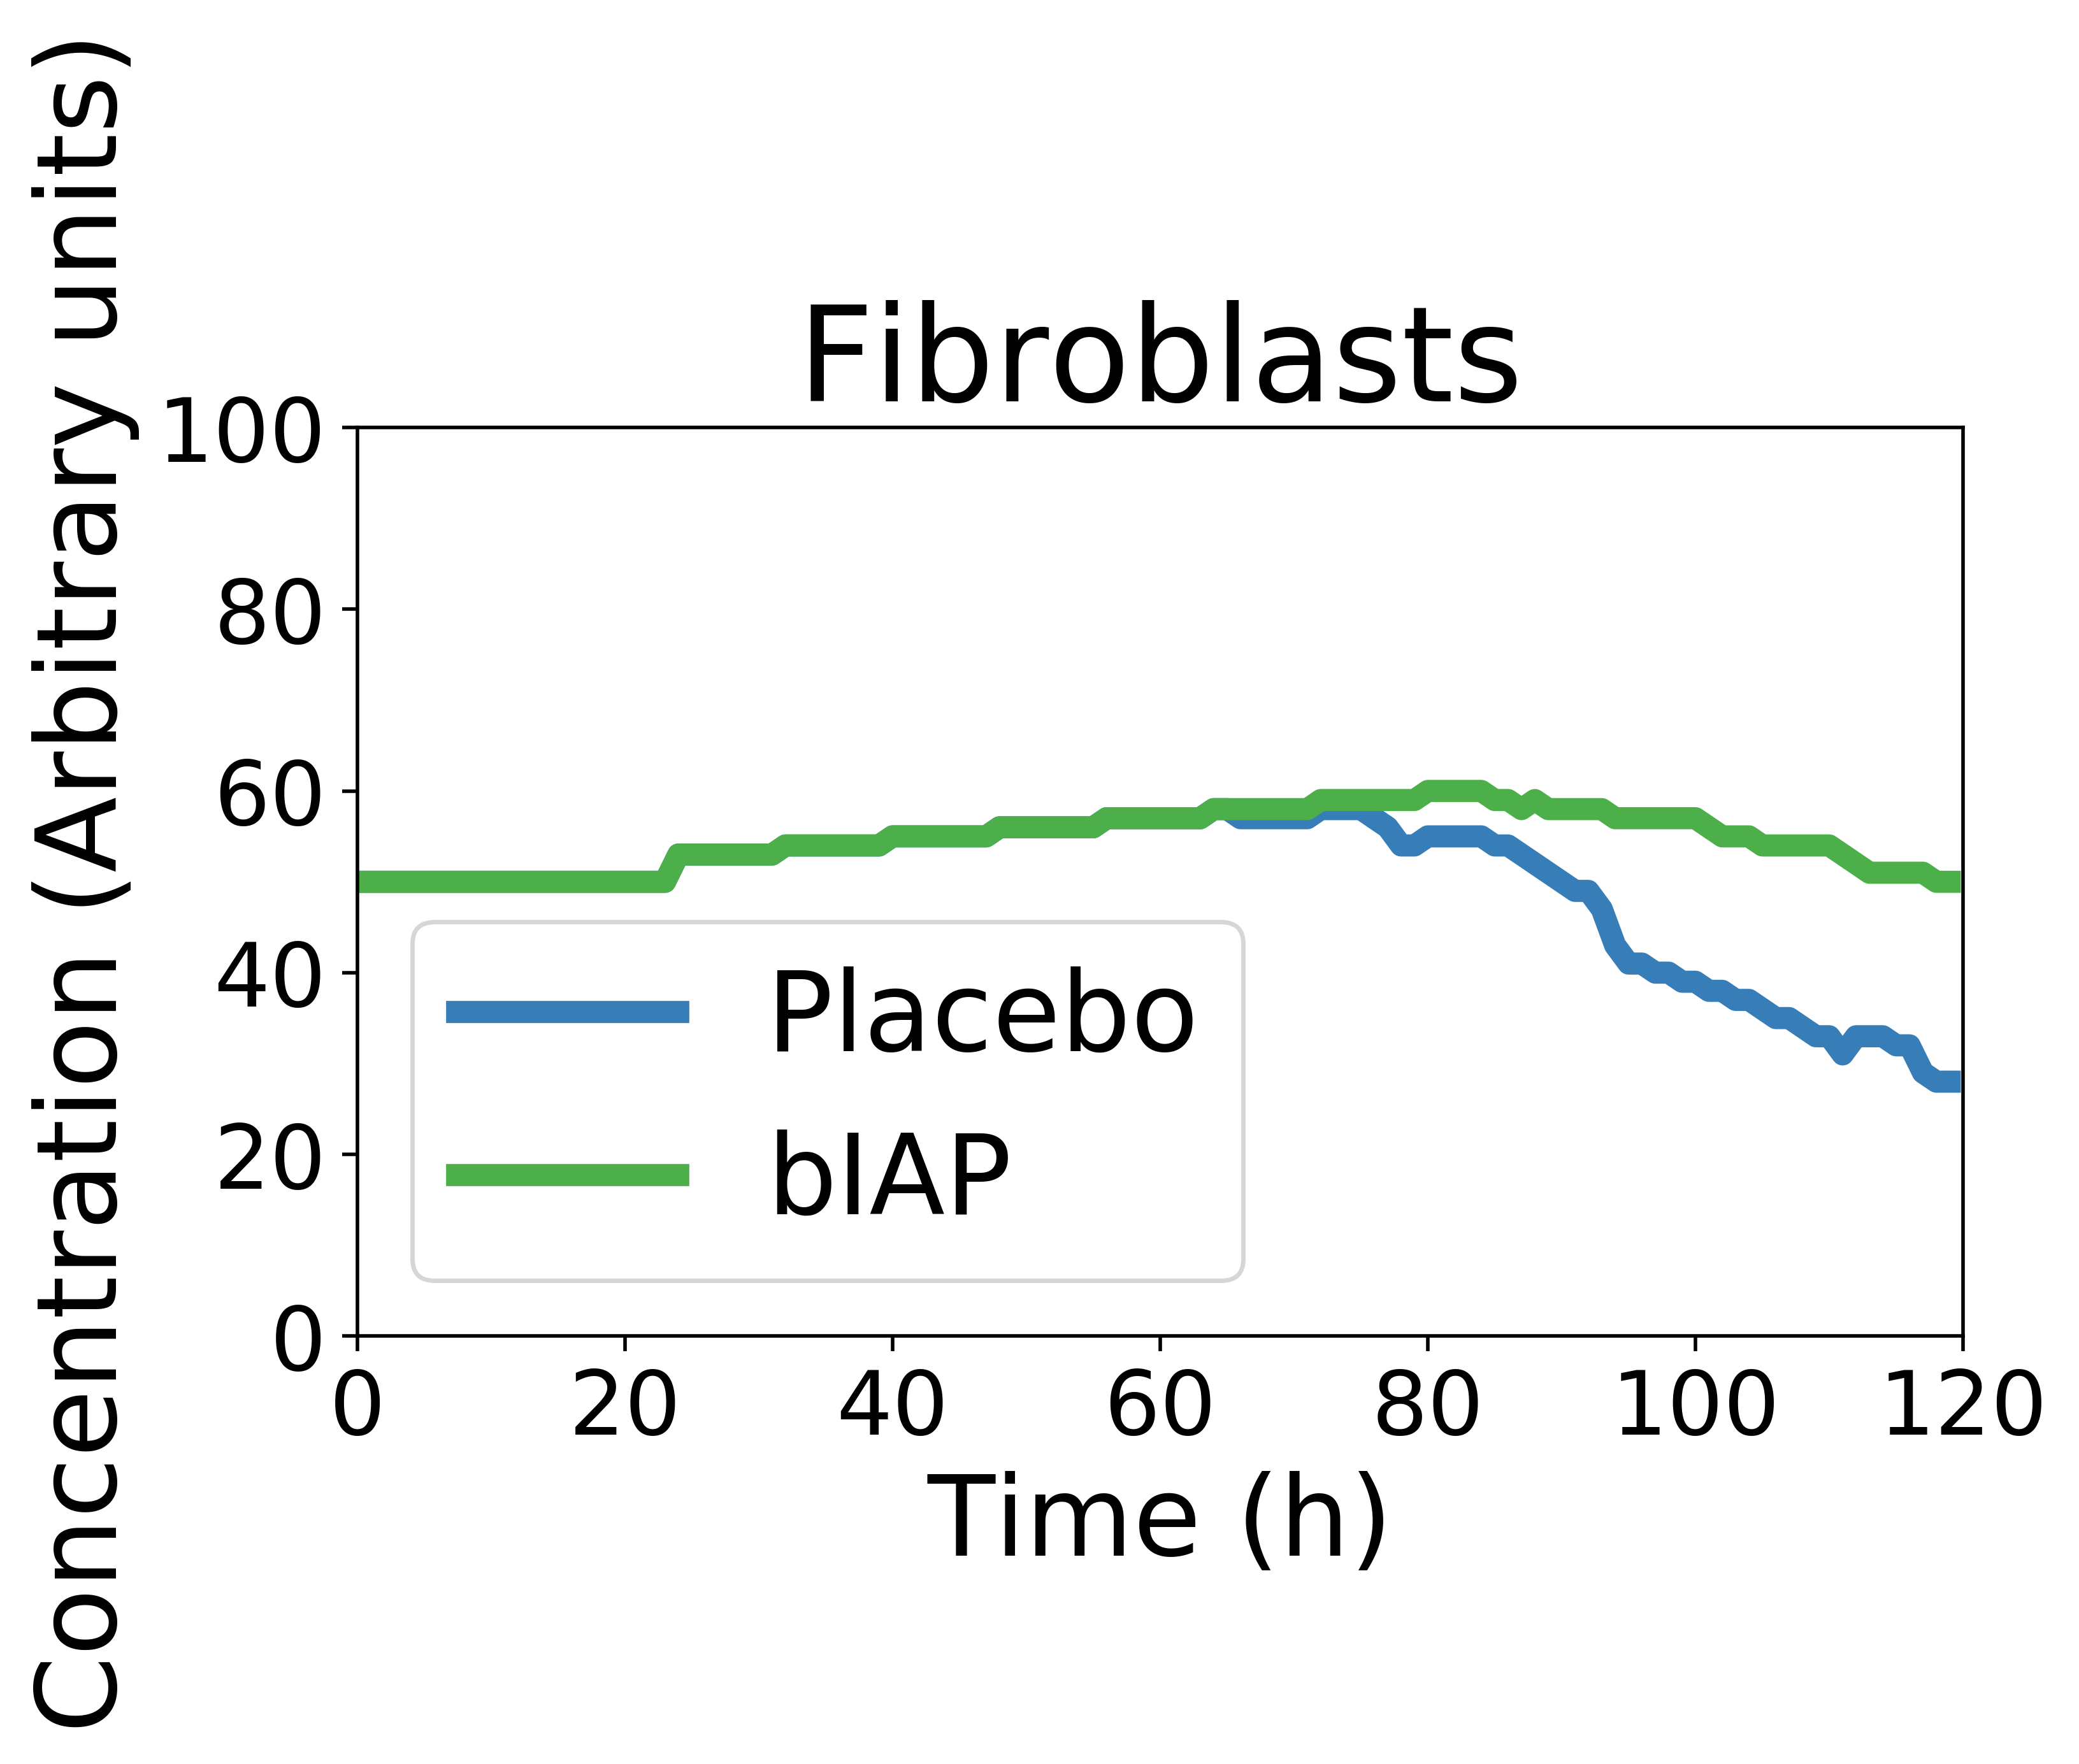 Fibroblasts
Concentration (Arbitrary units)
100
80
60
40
20
0
Placebo
bIAP
0 20 40 60 80 100 120
Time (h)